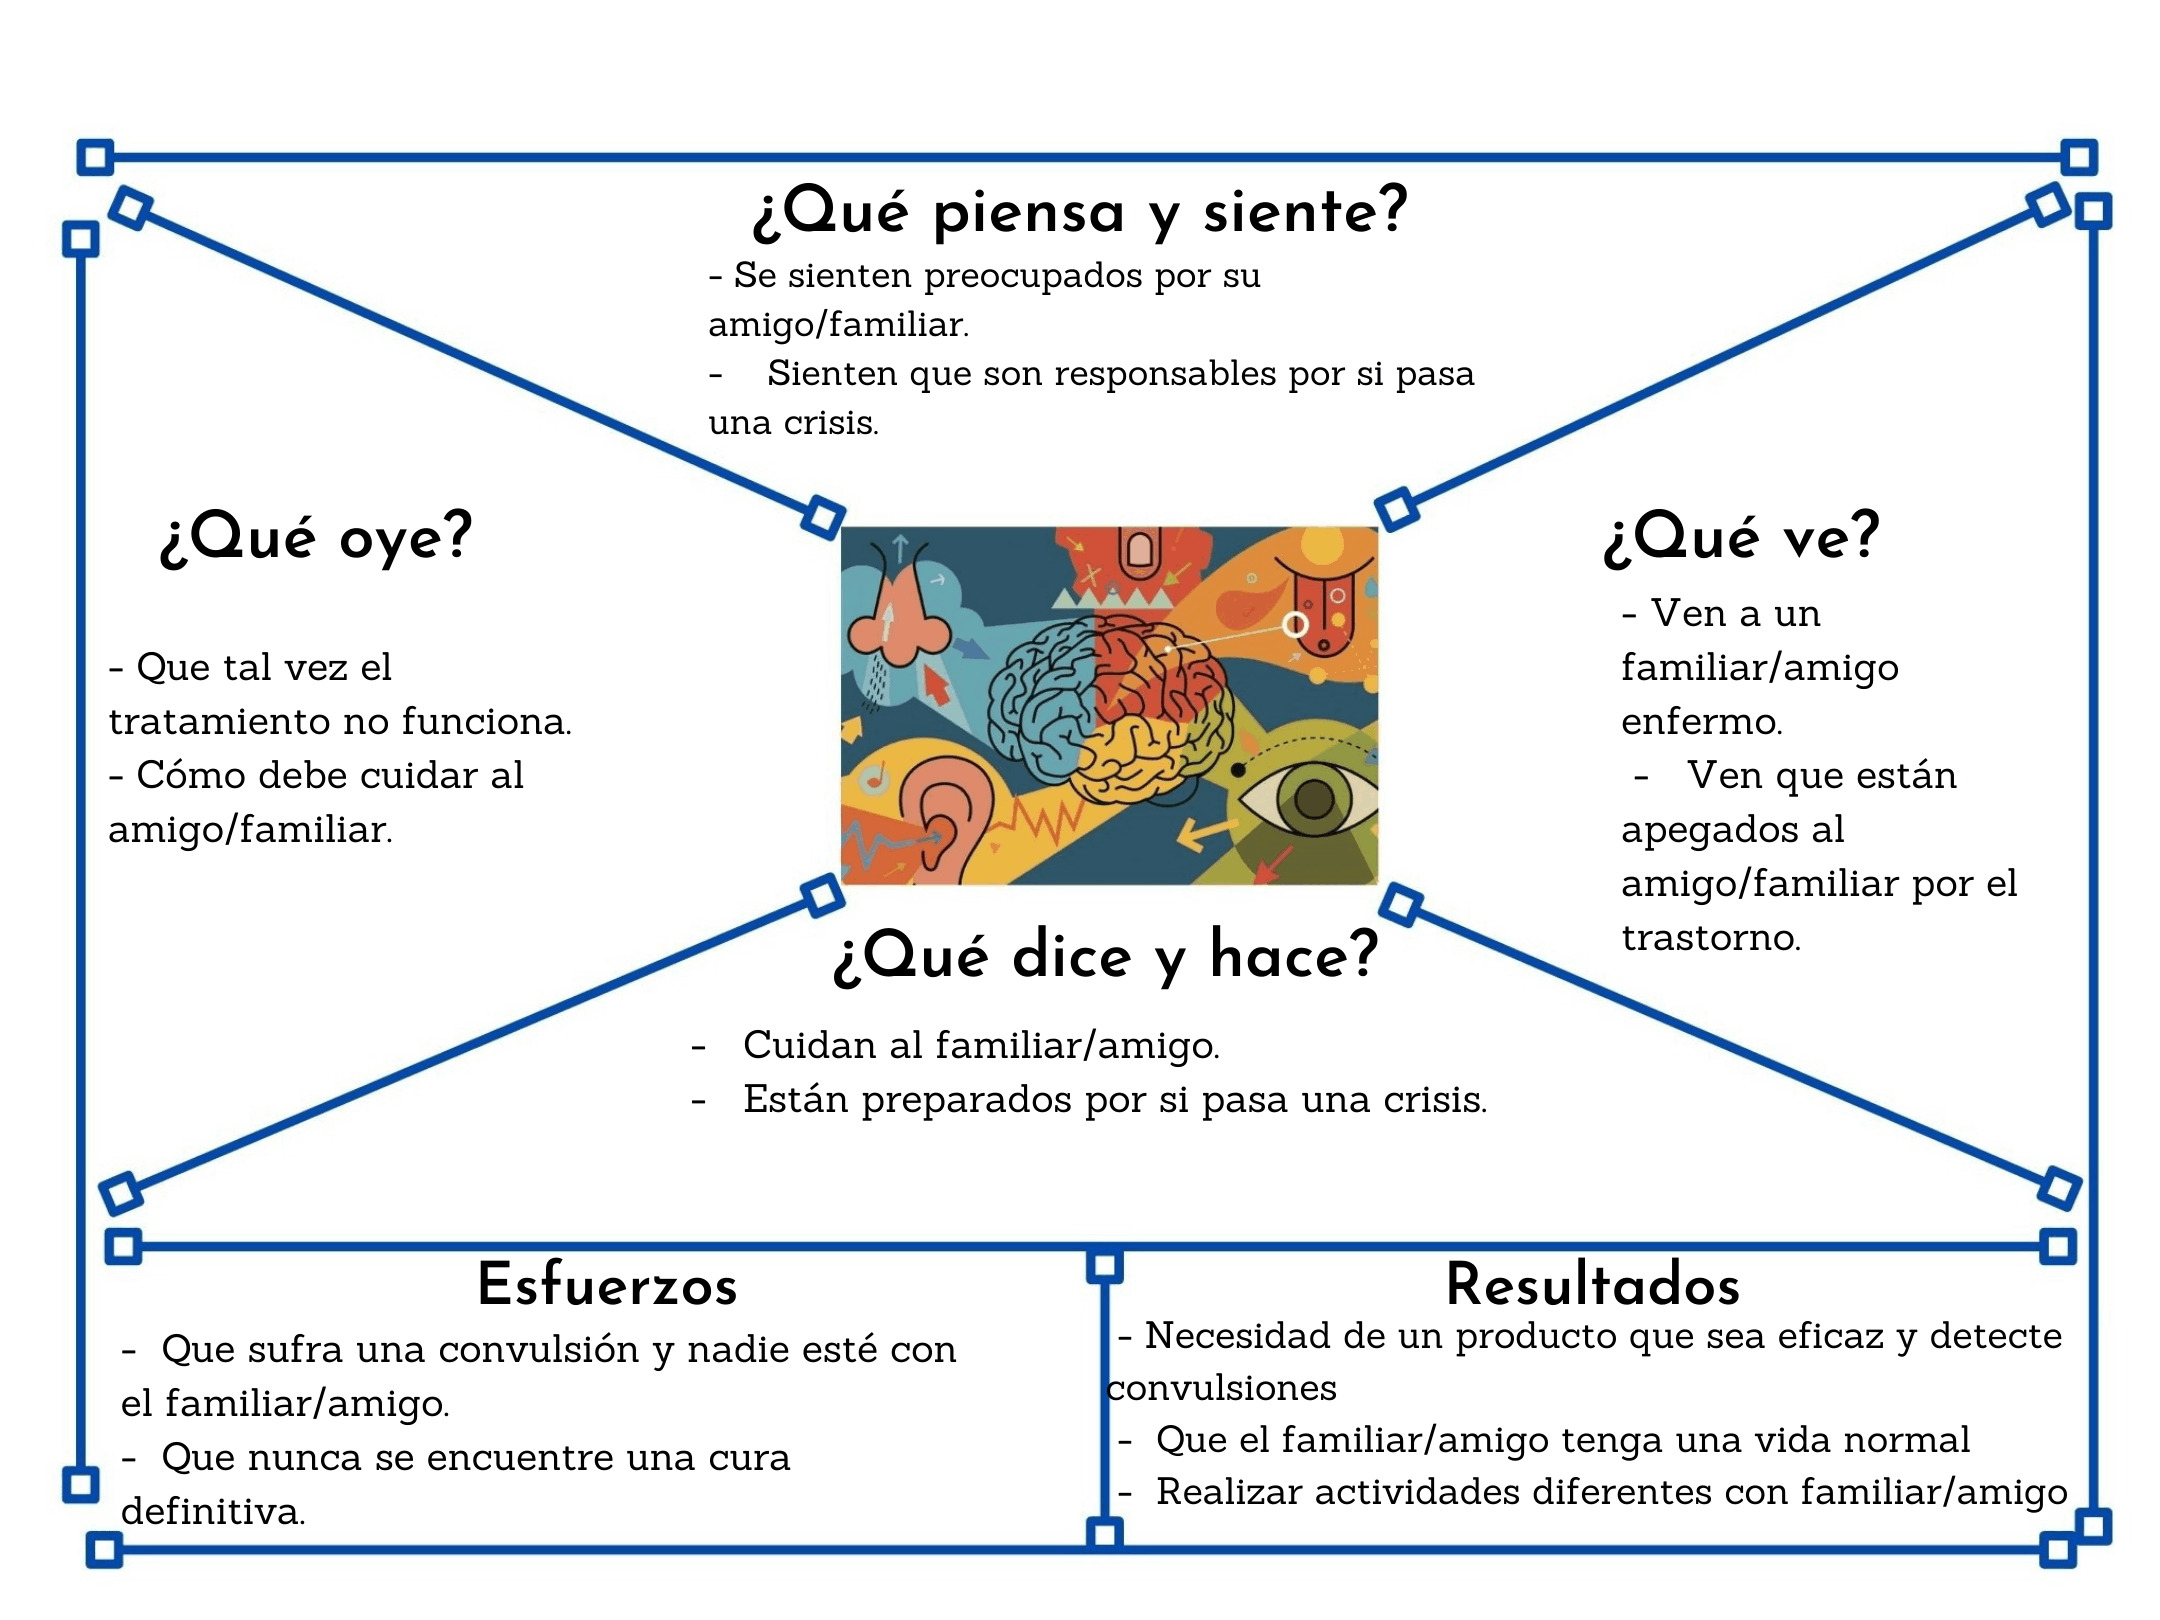 ¿Qué piensa y siente?
- Se sienten preocupados por su
amigo/familiar.
- Sienten que son responsables por si pasa
una crisis.
¿Qué oye?
- Que tal vez el
tratamiento no funciona.
- Cómo debe cuidar al
amigo/familiar.
¿Qué ve?
- Ven a un
familiar/amigo
enfermo.
- Ven que están
apegados al
amigo/familiar por el
trastorno.
¿Qué dice y hace?
- Cuidan al familiar/amigo.
- Están preparados por si pasa una crisis.
Esfuerzos
- Que sufra una convulsión y nadie esté con
el familiar/amigo.
- Que nunca se encuentre una cura
definitiva.
Resultados
- Necesidad de un producto que sea eficaz y detecte
convulsiones
- Que el familiar/amigo tenga una vida normal
- Realizar actividades diferentes con familiar/amigo